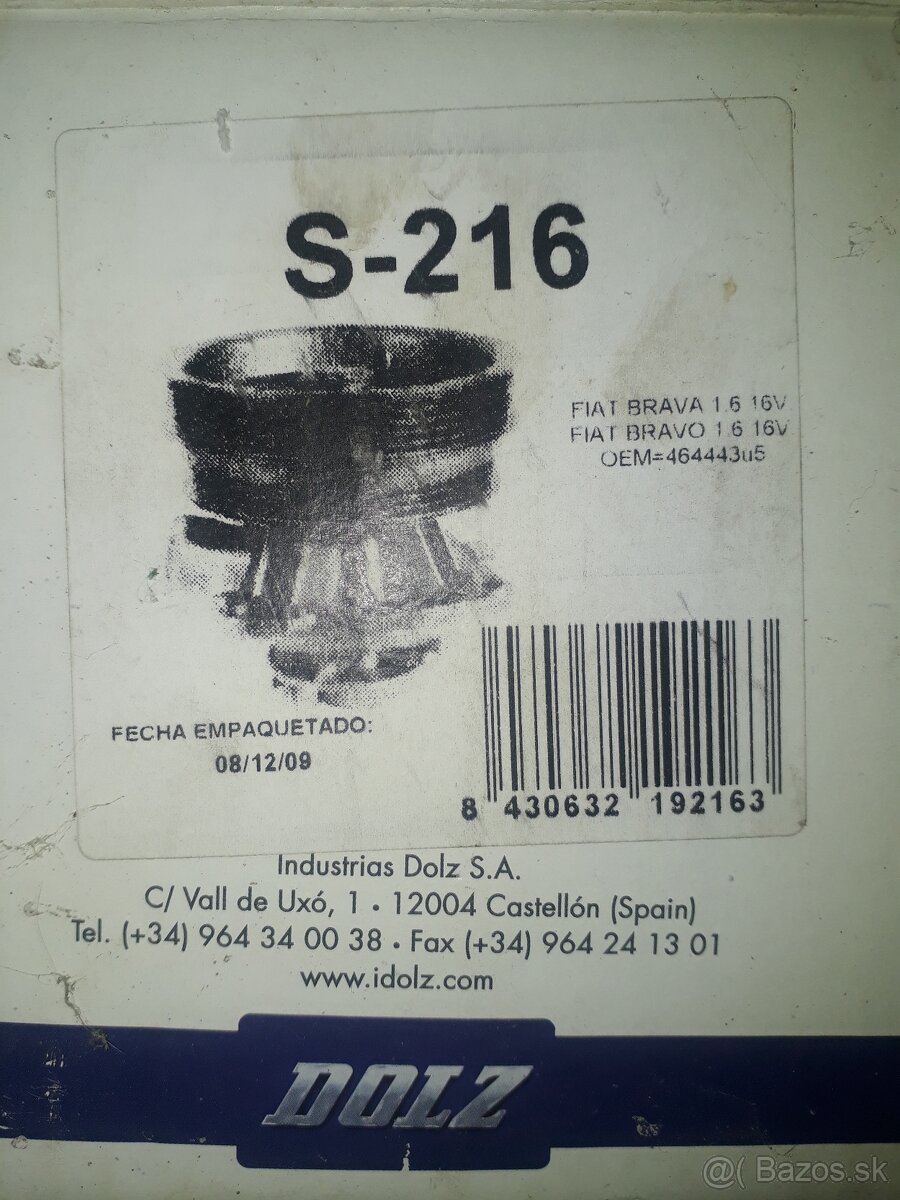 S-216
FIAT BRAVA 1.6 16V
FIAT BRAVO 1.6 16V
OEM=464443u5
FECHA EMPAQUETADO:
08/12/09
8 430632 192163
Industrias Dolz S.A.
C/ Vall de Uxó, 1 • 12004 Castellón (Spain)
Tel. (+34) 964 34 00 38 • Fax (+34) 964 24 13 01
www.idolz.com
DOLZ
@( Bazos.sk